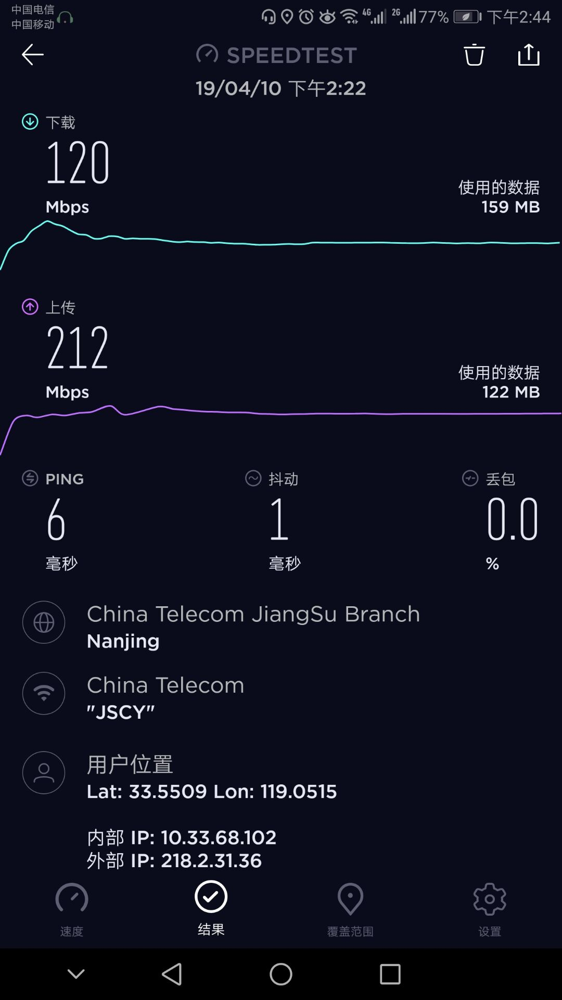 中国电信
中国移动
4G 2G 77% 下午2:44
SPEEDTEST
19/04/10 下午2:22
下载
120
Mbps
使用的数据
159 MB
上传
212
Mbps
使用的数据
122 MB
PING 抖动 丢包
6 1 0.0
毫秒 毫秒 %
China Telecom JiangSu Branch
Nanjing
China Telecom
"JSCY"
用户位置
Lat: 33.5509 Lon: 119.0515
内部 IP: 10.33.68.102
外部 IP: 218.2.31.36
速度 结果 覆盖范围 设置